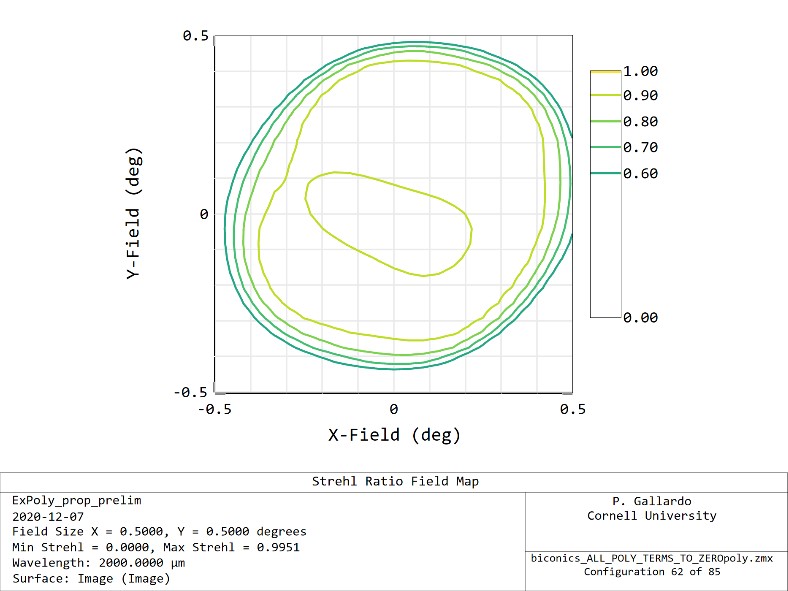 0.5
0
-0.5
-0.5
0
0.5
Y-Field (deg)
X-Field (deg)
1.00
0.90
0.80
0.70
0.60
0.00
Strehl Ratio Field Map
ExPoly_prop_prelim
2020-12-07
Field Size X = 0.5000, Y = 0.5000 degrees
Min Strehl = 0.0000, Max Strehl = 0.9951
Wavelength: 2000.0000 µm
Surface: Image (Image)
P. Gallardo
Cornell University
biconics_ALL_POLY_TERMS_TO_ZEROpoly.zmx
Configuration 62 of 85